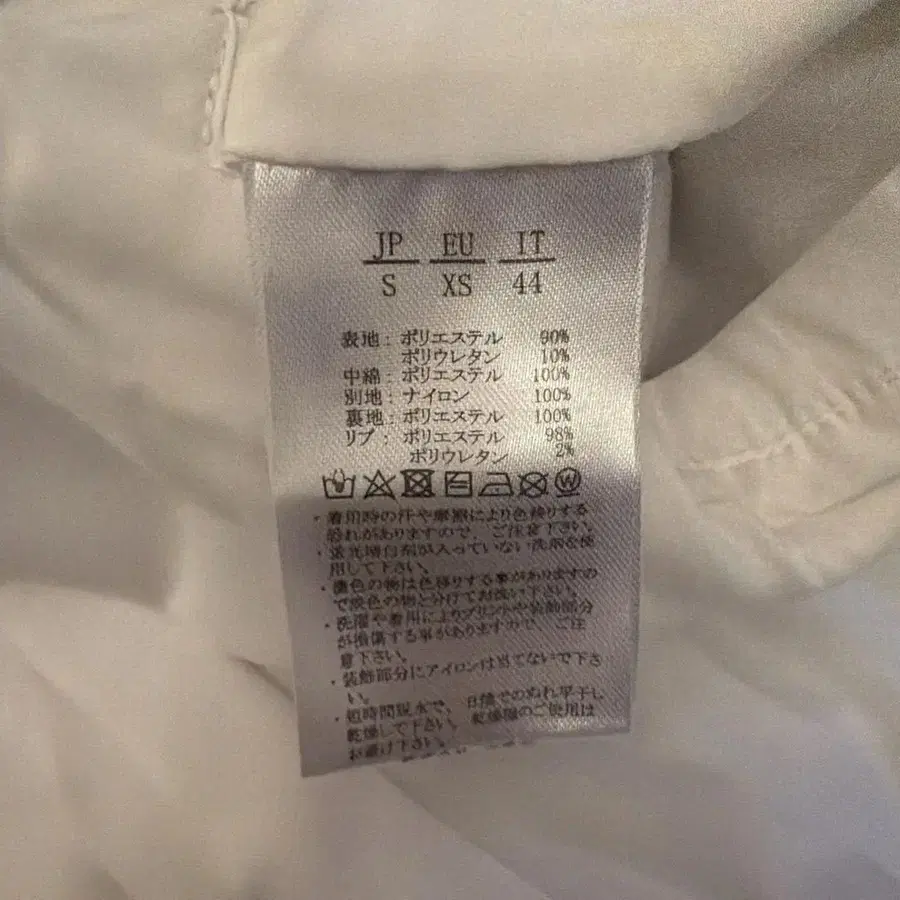 JP EU IT
S XS 44
表地：ポリエステル 90%
ポリウレタン 10%
中綿：ポリエステル 100%
別地：ナイロン 100%
裏地：ポリエステル 100%
リブ：ポリエステル 98%
ポリウレタン 2%
W
・着用時の汗や摩擦により色移りする
恐れがありますので、ご注意下さい。
・蛍光増白剤が入っていない洗剤を使
用して下さい。
・濃色の物は色移りする事がありますの
で淡色の物と分けてお洗い下さい。
・洗濯や着用によりプリントや装飾部分
が損傷する事がありますので ご注
意下さい。
・装飾部分にアイロンは当てないで下さ
い。
・短時間脱水で、日陰でのぬれ平干し
乾燥して下さい。乾燥機のご使用は
お避け下さい。